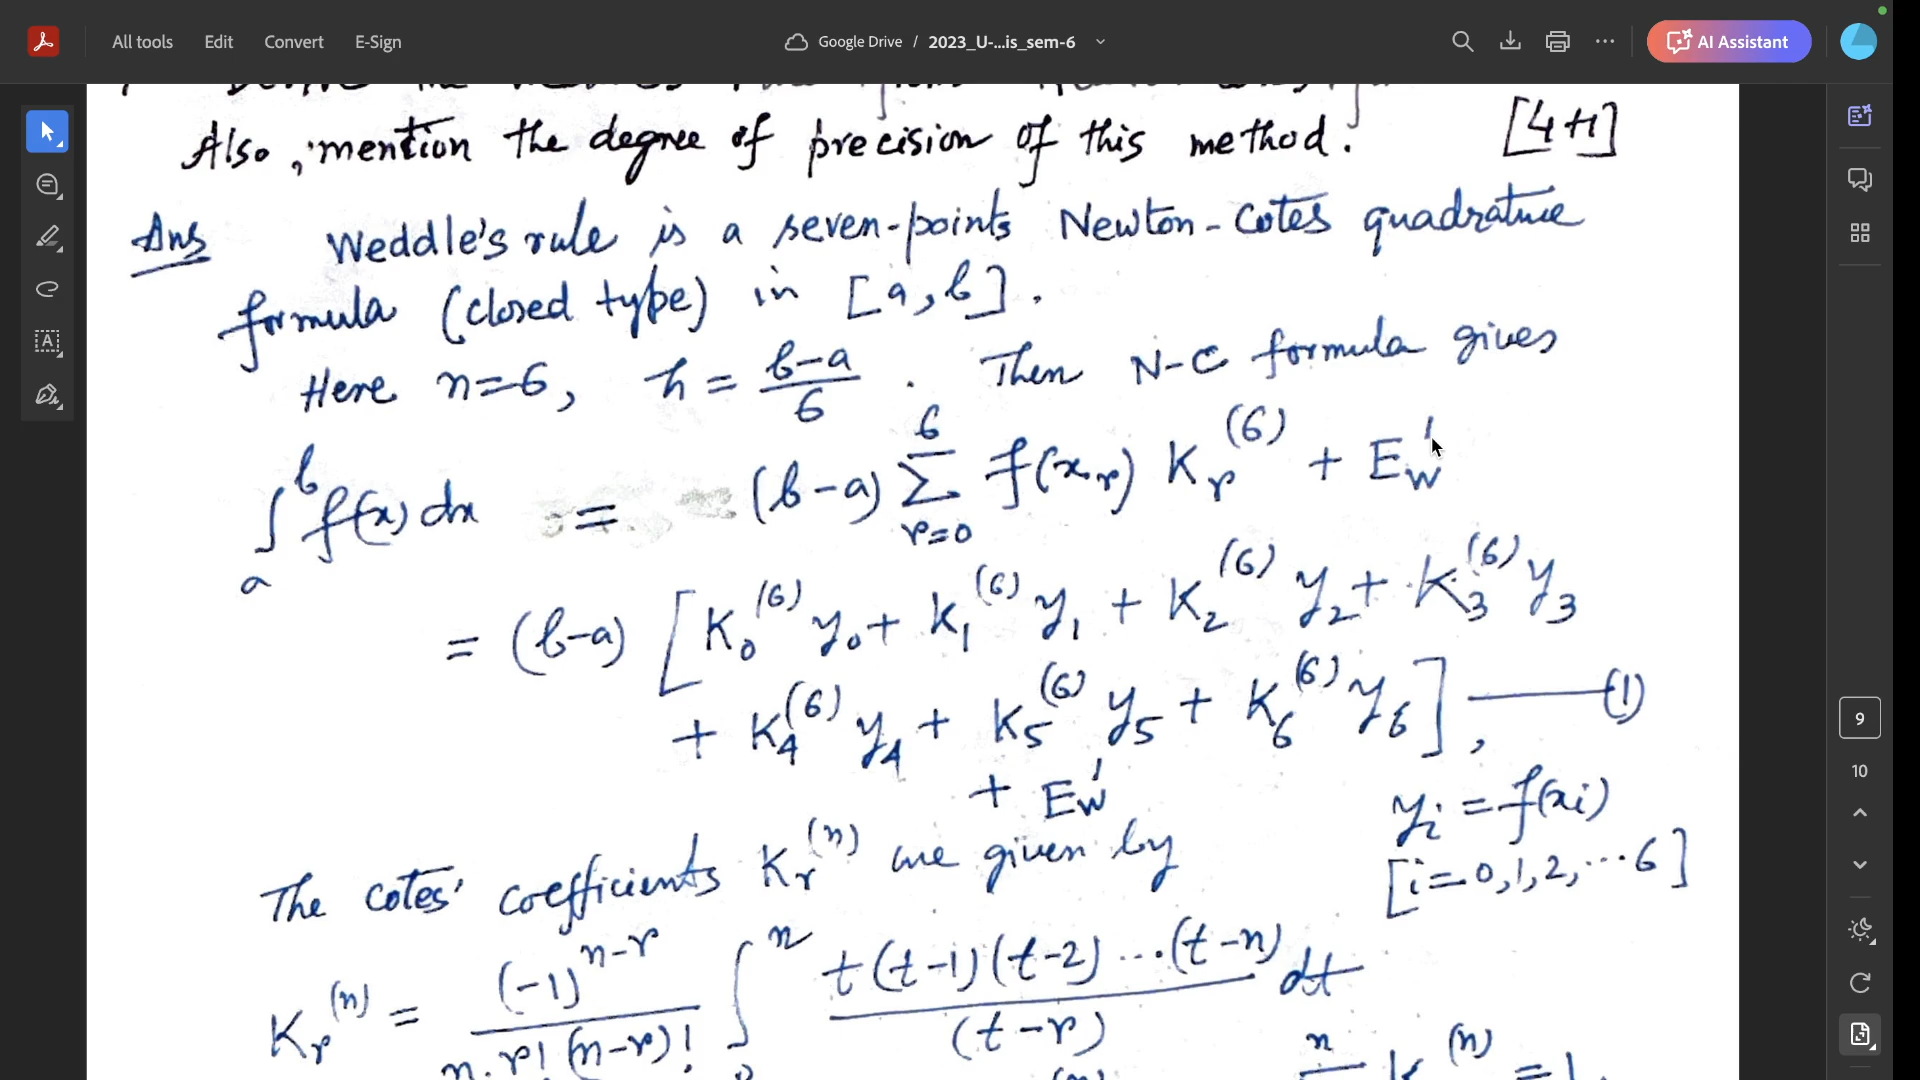 All tools Edit Convert E-Sign Google Drive / 2023_U-...is_sem-6 AI Assistant
Also, mention the degree of precision of this method. [4+1]
Ans Weddle's rule is a seven-points Newton-Cotes quadrature
formula (closed type) in [a, b].
Here n=6, h = (b-a)/6 . Then N-C formula gives
∫_a^b f(x) dx = (b-a) ∑_{r=0}^{6} f(x_r) K_r^{(6)} + E_w'
= (b-a) [K_0^{(6)} y_0 + K_1^{(6)} y_1 + K_2^{(6)} y_2 + K_3^{(6)} y_3
+ K_4^{(6)} y_4 + K_5^{(6)} y_5 + K_6^{(6)} y_6], —(1)
+ E_w'
y_i = f(x_i)
[i=0,1,2,...6]
The cotes' coefficients K_r^{(n)} are given by
K_r^{(n)} = (-1)^{n-r} / n.r!(n-r)! ∫_0^n t(t-1)(t-2)...(t-n) / (t-r) dt
9
10